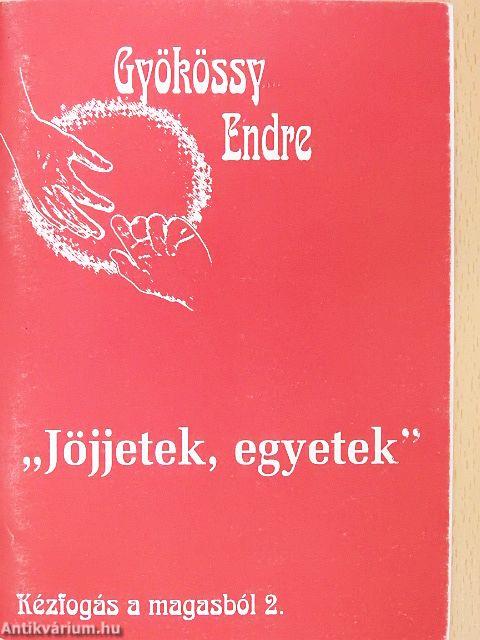 Gyökössy
Endre
„Jöjjetek, egyetek”
Kézfogás a magasból 2.
Antikvárium.hu